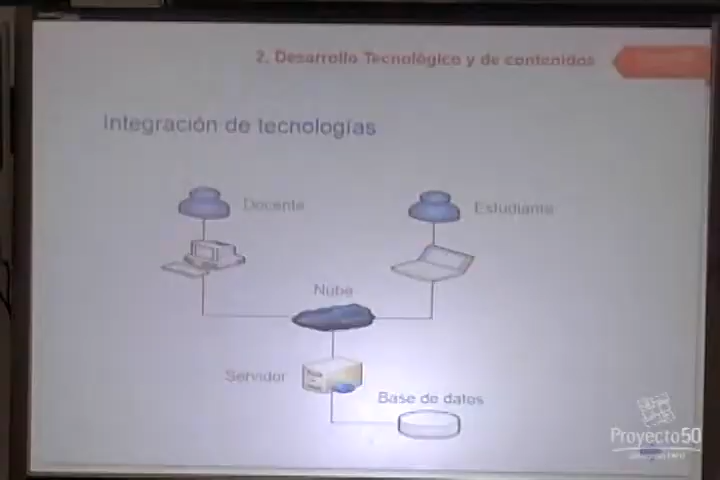 2. Desarrollo Tecnológico y de contenidos
Integración de tecnologías
Docente
Estudiante
Nube
Servidor
Base de datos
Proyecto50